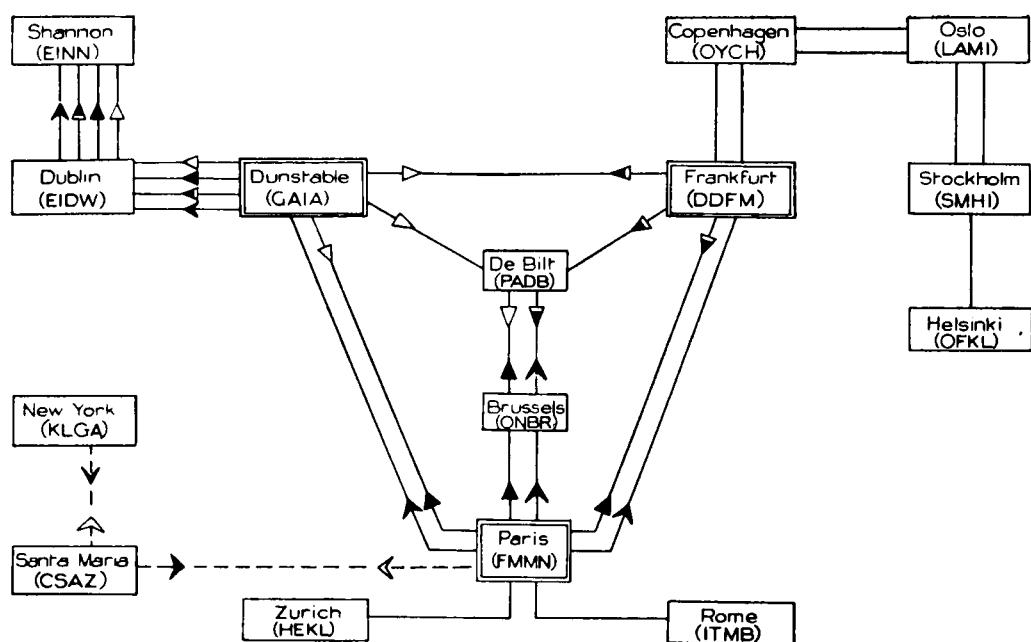 Shannon
(EINN)
Copenhagen
(OYCH)
Oslo
(LAMI)
Dublin
(EIDW)
Dunstable
(GAIA)
Frankfurt
(DDFM)
Stockholm
(SMHI)
De Bilt
(PADB)
Helsinki
(OFKL)
New York
(KLGA)
Brussels
(ONBR)
Santa Maria
(CSAZ)
Paris
(FMMN)
Zurich
(HEKL)
Rome
(ITMB)